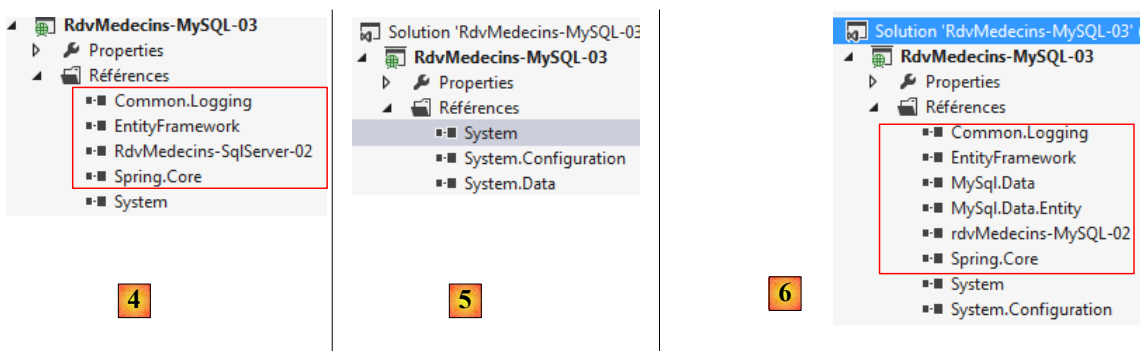 RdvMedecins-MySQL-03
Properties
Références
Common.Logging
EntityFramework
RdvMedecins-SqlServer-02
Spring.Core
System
4
Solution 'RdvMedecins-MySQL-03
RdvMedecins-MySQL-03
Properties
Références
System
System.Configuration
System.Data
5
Solution 'RdvMedecins-MySQL-03' (
RdvMedecins-MySQL-03
Properties
Références
Common.Logging
EntityFramework
MySql.Data
MySql.Data.Entity
rdvMedecins-MySQL-02
Spring.Core
System
System.Configuration
6